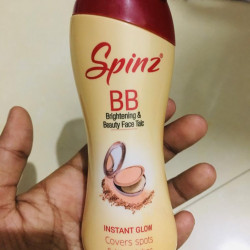 Spinz
BB
Brightening &
Beauty Face Talc
INSTANT GLOW
Covers spots